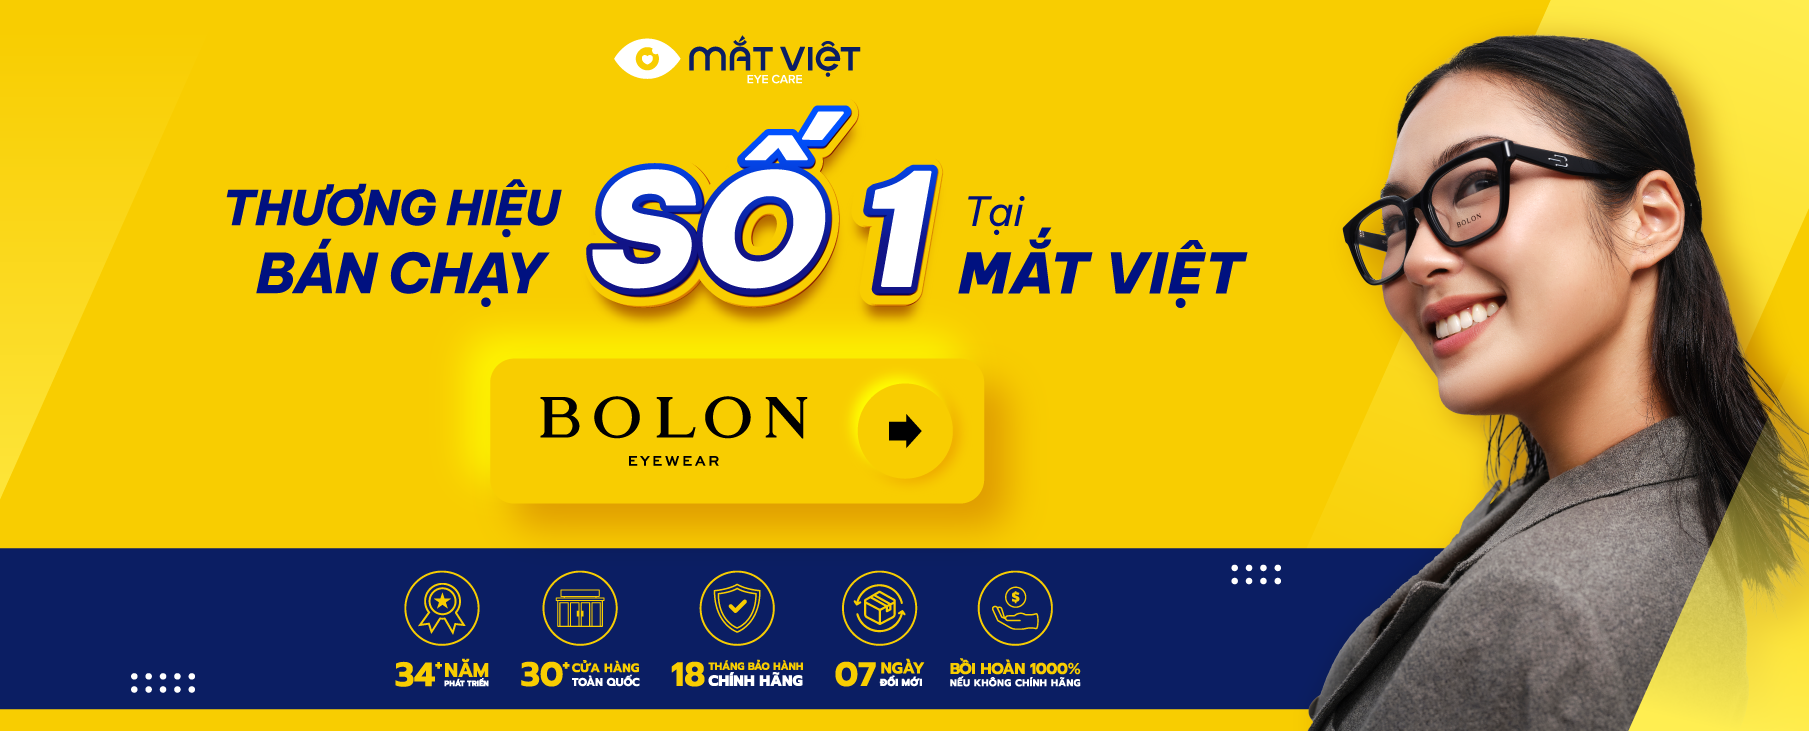 MẮT VIỆT
EYE CARE
THƯƠNG HIỆU
BÁN CHẠY
SỐ 1
Tại
MẮT VIỆT
BOLON
EYEWEAR
BOLON
34+ NĂM
PHÁT TRIỂN
30+ CỬA HÀNG
TOÀN QUỐC
18 THÁNG BẢO HÀNH
CHÍNH HÃNG
07 NGÀY
ĐỔI MỚI
BỒI HOÀN 1000%
NẾU KHÔNG CHÍNH HÃNG